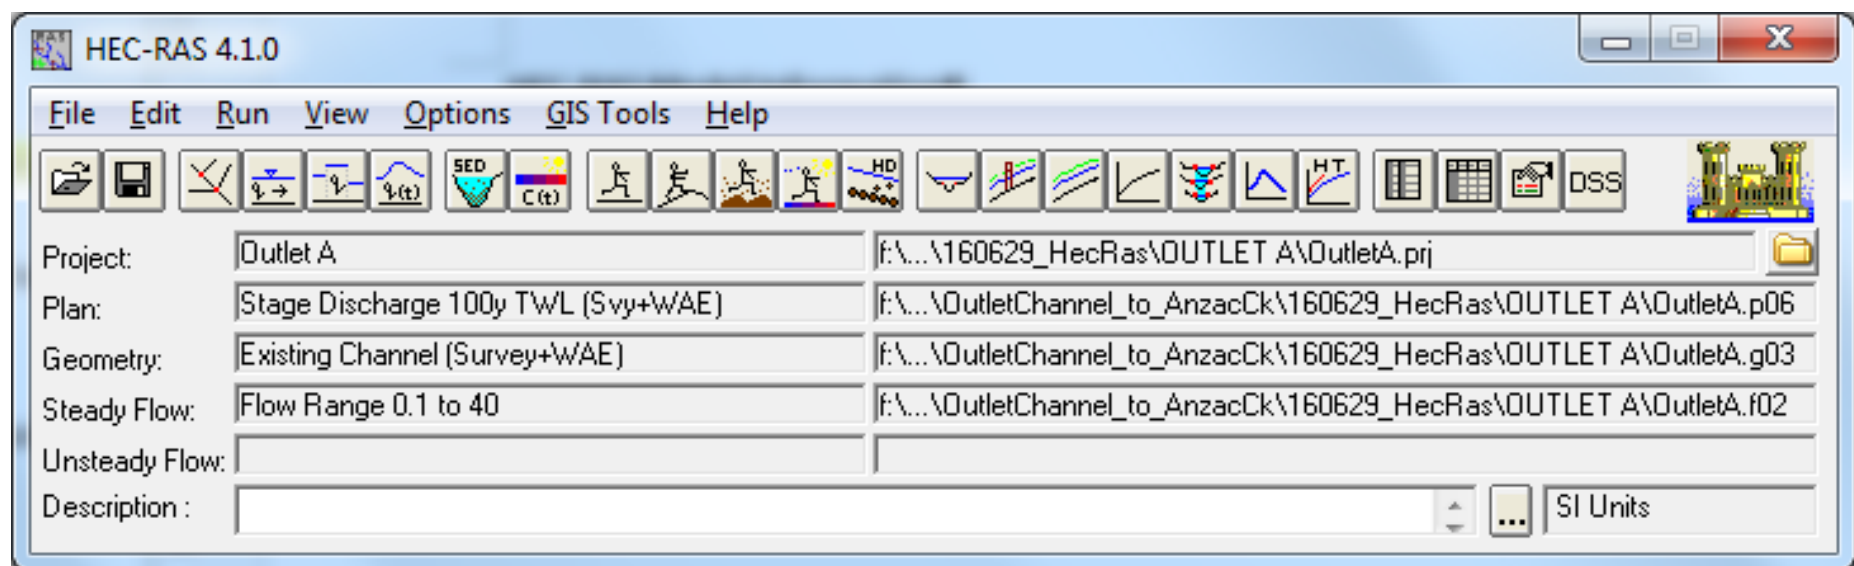 HEC-RAS 4.1.0
File Edit Run View Options GIS Tools Help
SED C(t) HD H T DSS
Project: Outlet A f:\...\160629_HecRas\OUTLET A\OutletA.prj
Plan: Stage Discharge 100y TWL (Svy+WAE) f:\...\OutletChannel_to_AnzacCk\160629_HecRas\OUTLET A\OutletA.p06
Geometry: Existing Channel (Survey+WAE) f:\...\OutletChannel_to_AnzacCk\160629_HecRas\OUTLET A\OutletA.g03
Steady Flow: Flow Range 0.1 to 40 f:\...\OutletChannel_to_AnzacCk\160629_HecRas\OUTLET A\OutletA.f02
Unsteady Flow:
Description : ... SI Units